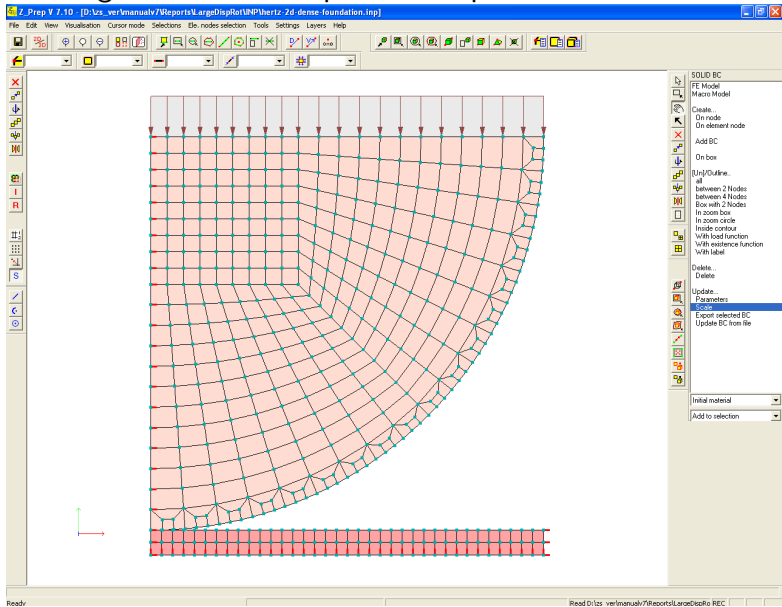 Z_Prep V 7.10 - [D:\zs_ver\manualv7\Reports\LargeDispRot\INP\hertz-2d-dense-foundation.inp]
File Edit View Visualisation Cursor mode Selections Ele. nodes selection Tools Settings Layers Help
SOLID BC
FE Model
Macro Model
Create...
On node
On element node
Add BC
On box
[Un]/Outline..
all
between 2 Nodes
between 4 Nodes
Box with 2 Nodes
In zoom box
In zoom circle
Inside contour
With load function
With existence function
With label
Delete...
Delete
Update...
Parameters
Scale
Export selected BC
Update BC from file
Initial material
Add to selection
I
R
S
Ready
Read D:\zs_ver\manualv7\Reports\LargeDispRo REC